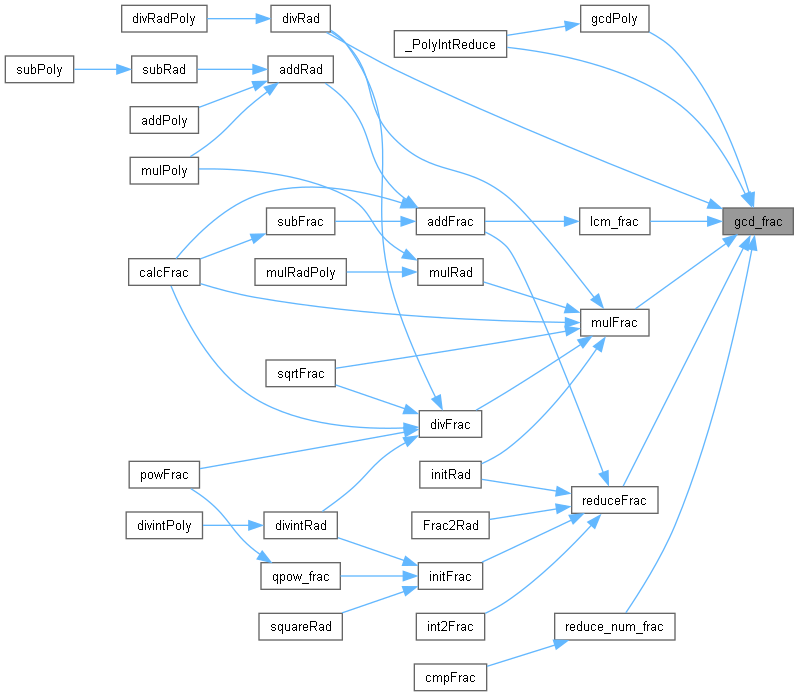 divRadPoly
divRad
gcdPoly
_PolyIntReduce
subPoly
subRad
addRad
addPoly
mulPoly
gcd_frac
subFrac
addFrac
lcm_frac
calcFrac
mulRadPoly
mulRad
mulFrac
sqrtFrac
divFrac
powFrac
initRad
reduceFrac
divintPoly
divintRad
Frac2Rad
qpow_frac
initFrac
squareRad
int2Frac
reduce_num_frac
cmpFrac